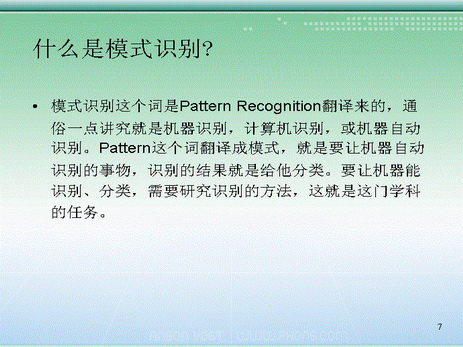 什么是模式识别?
• 模式识别这个词是Pattern Recognition翻译来的，通
俗一点讲究就是机器识别，计算机识别，或机器自动
识别。Pattern这个词翻译成模式，就是要让机器自动
识别的事物，识别的结果就是给他分类。要让机器能
识别、分类，需要研究识别的方法，这就是这门学科
的任务。
7